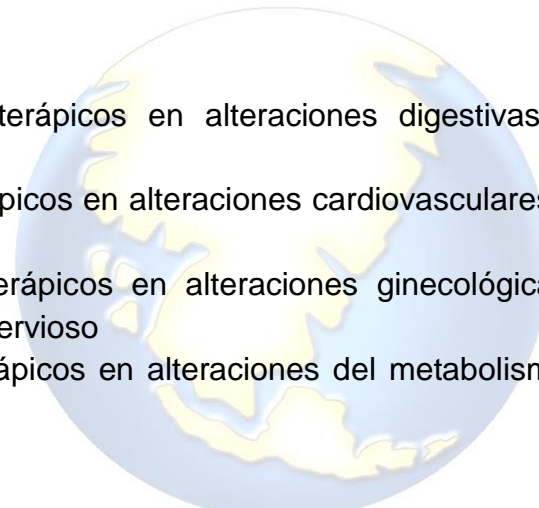 terápicos en alteraciones digestivas
picos en alteraciones cardiovasculares
erápicos en alteraciones ginecológica
ervioso
ápicos en alteraciones del metabolism